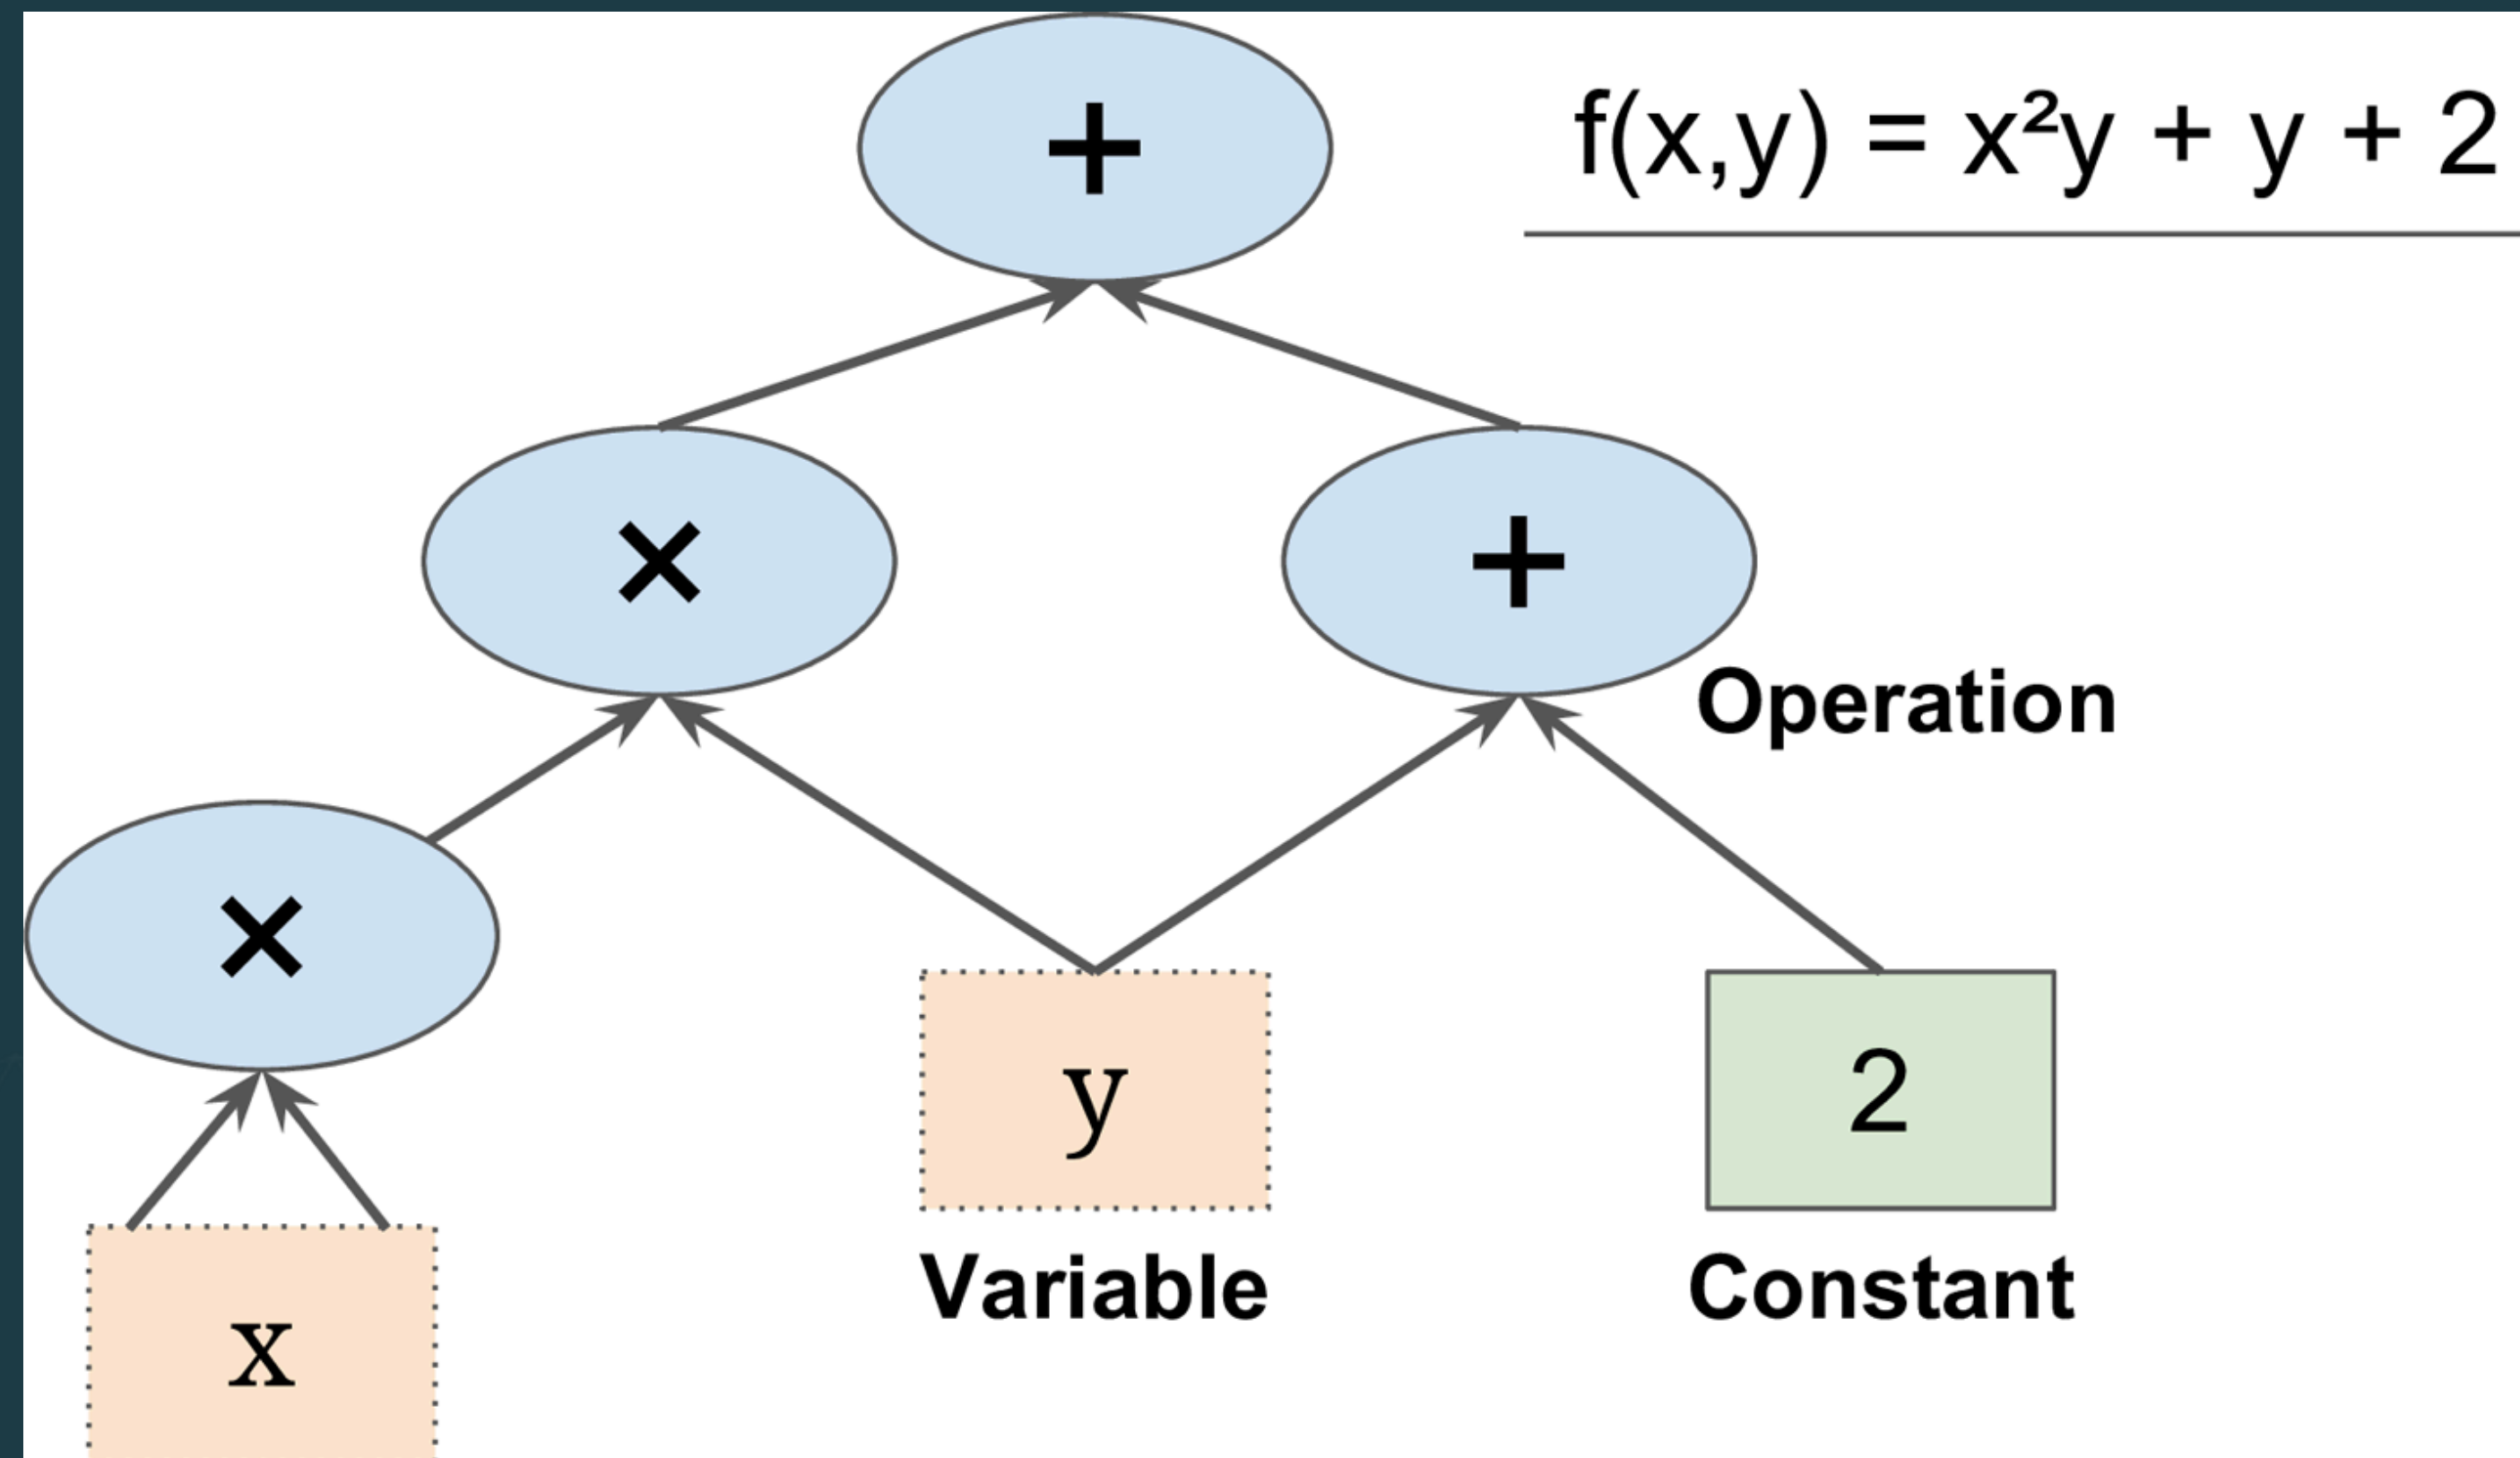 +
f(x,y) = x²y + y + 2
×
+
Operation
×
y
2
Variable
Constant
x